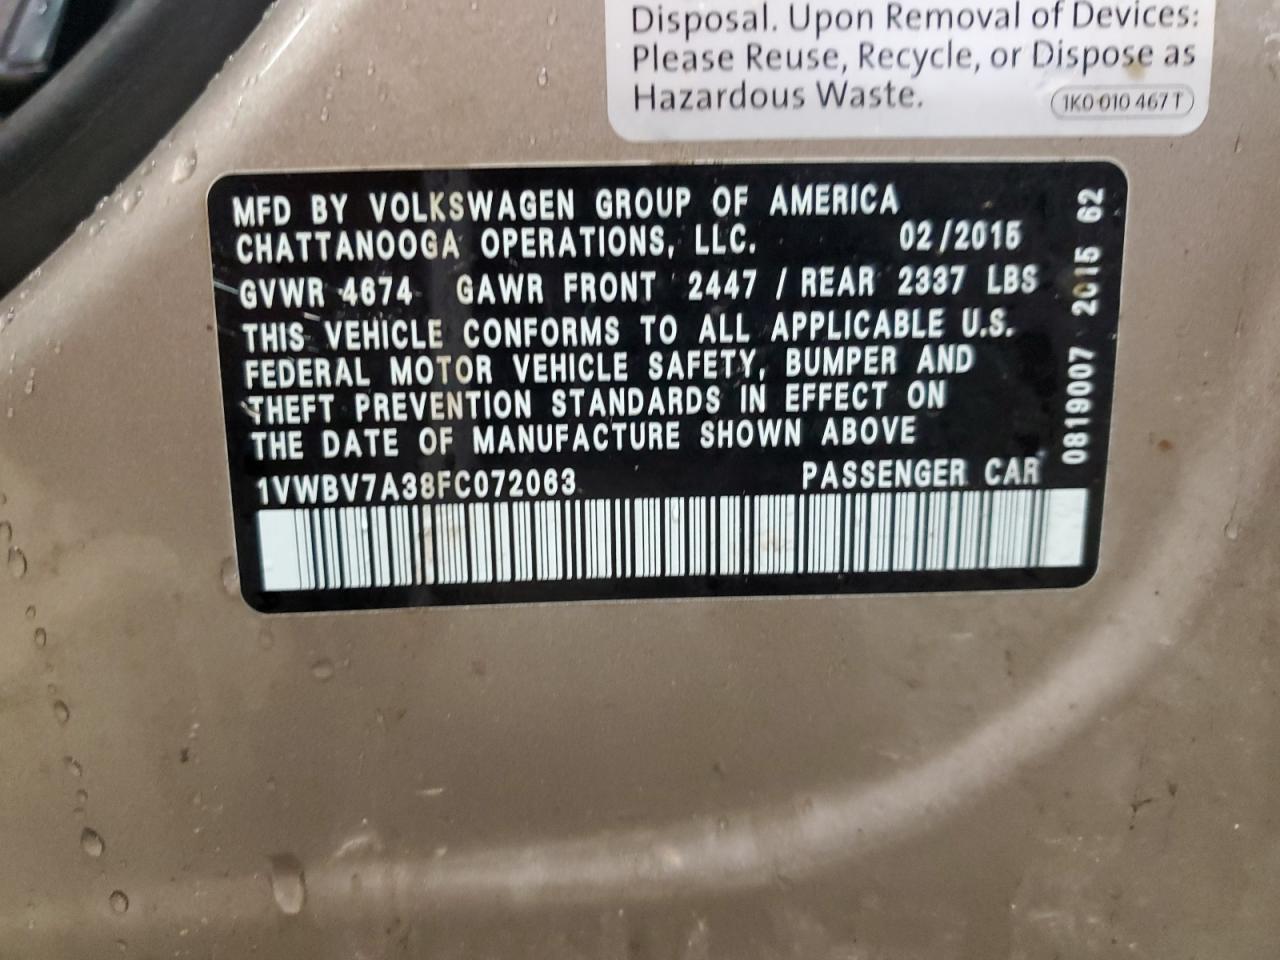 Disposal. Upon Removal of Devices:
Please Reuse, Recycle, or Dispose as
Hazardous Waste.
1K0 010 467 T
MFD BY VOLKSWAGEN GROUP OF AMERICA
CHATTANOOGA OPERATIONS, LLC. 02/2015
GVWR 4674 GAWR FRONT 2447 / REAR 2337 LBS
THIS VEHICLE CONFORMS TO ALL APPLICABLE U.S.
FEDERAL MOTOR VEHICLE SAFETY, BUMPER AND
THEFT PREVENTION STANDARDS IN EFFECT ON
THE DATE OF MANUFACTURE SHOWN ABOVE
1VWBV7A38FC072063 PASSENGER CAR
0819007 2015 62